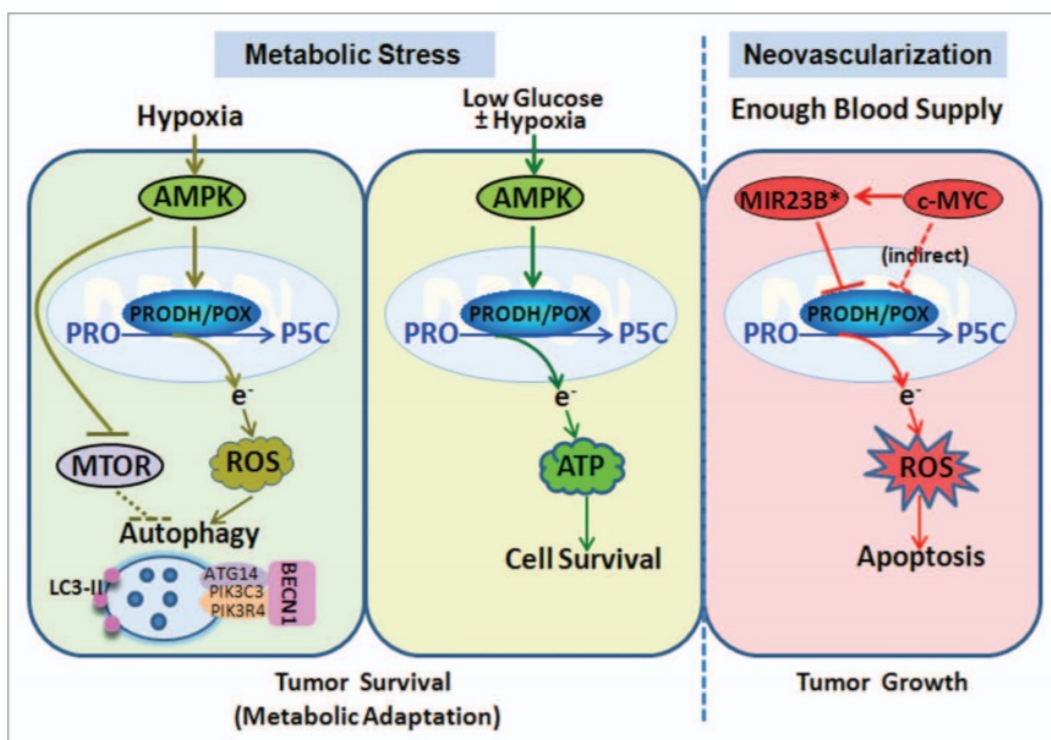 Metabolic Stress
Neovascularization
Hypoxia
Low Glucose
± Hypoxia
Enough Blood Supply
AMPK
AMPK
MIR23B*
c-MYC
(indirect)
PRODH/POX
PRO
P5C
PRODH/POX
PRO
P5C
PRODH/POX
PRO
P5C
e-
e-
e-
MTOR
ROS
ATP
ROS
Autophagy
Cell Survival
Apoptosis
LC3-II
ATG14
PIK3C3
PIK3R4
BECN1
Tumor Survival
(Metabolic Adaptation)
Tumor Growth